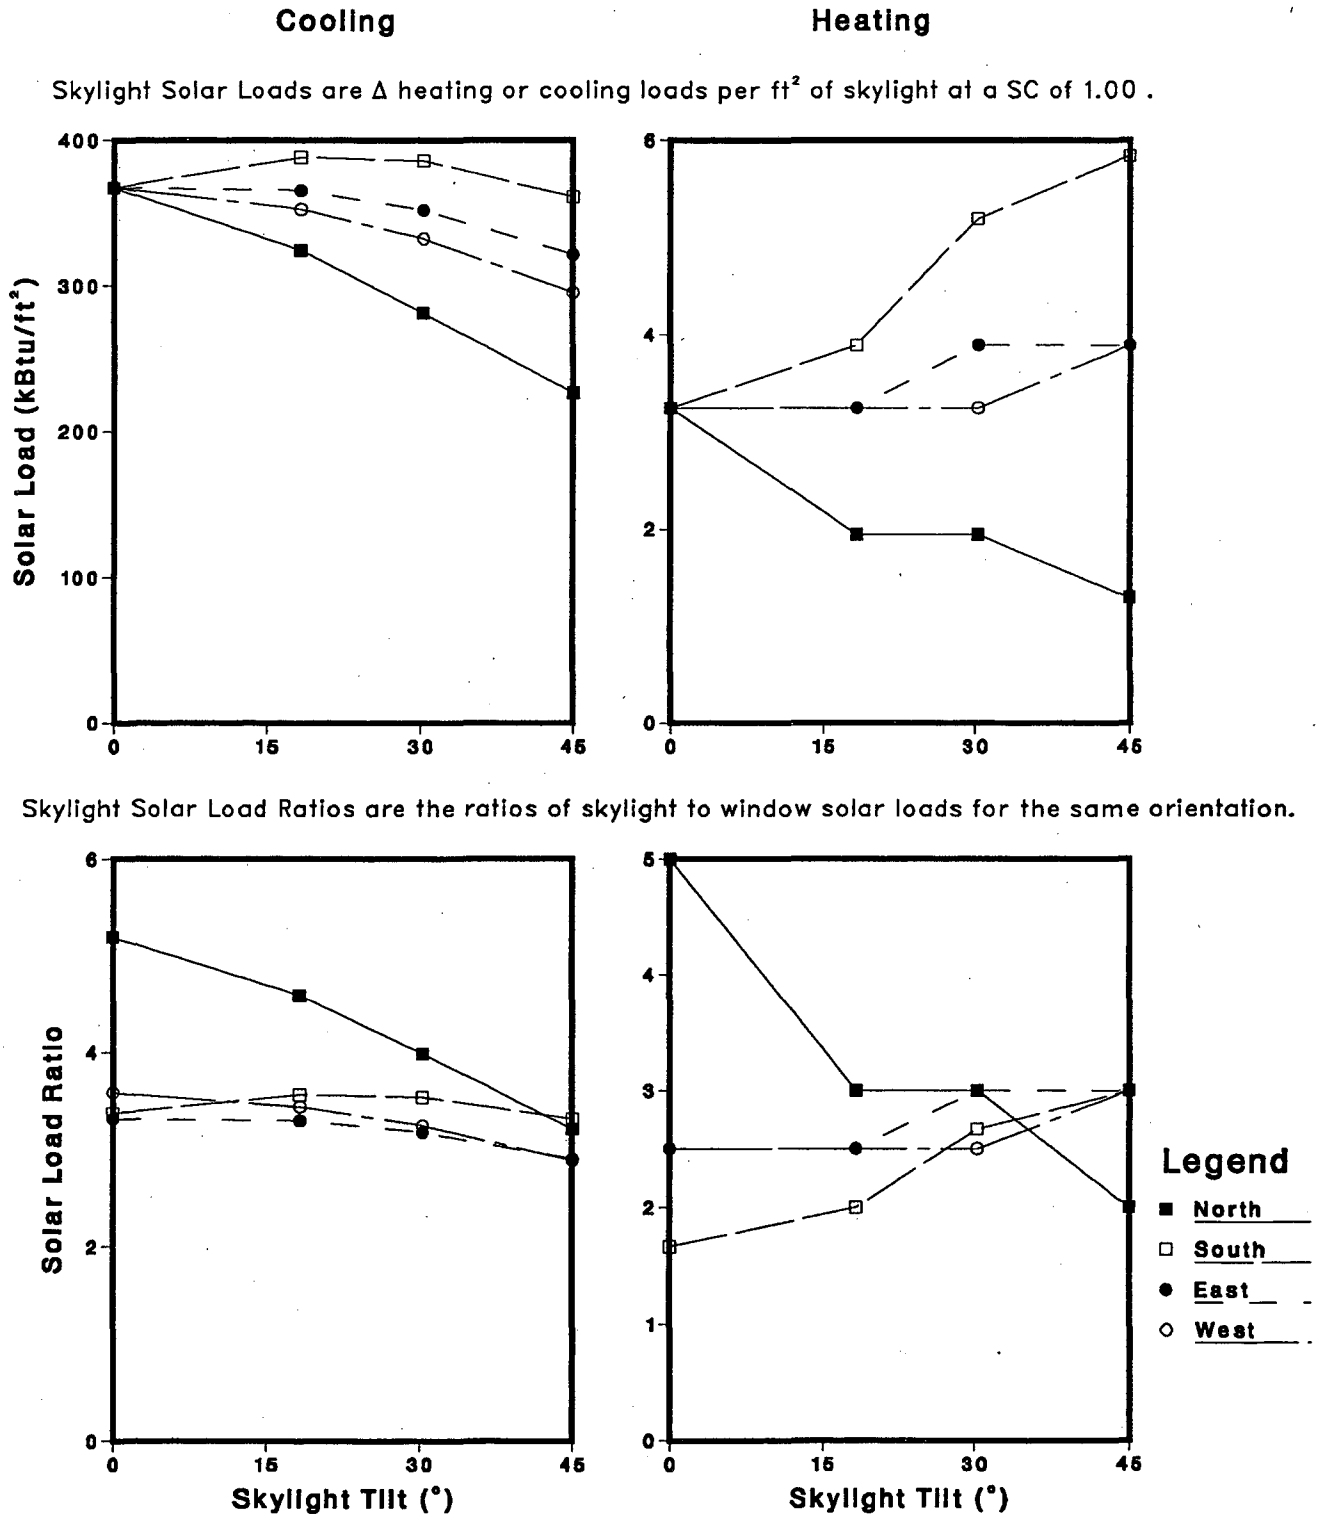 Cooling
Heating
Skylight Solar Loads are Δ heating or cooling loads per ft² of skylight at a SC of 1.00 .
400
300
200
100
0
0 15 30 45
Solar Load (kBtu/ft²)
6
4
2
0
0 15 30 45
Skylight Solar Load Ratios are the ratios of skylight to window solar loads for the same orientation.
6
4
2
0
0 15 30 45
Solar Load Ratio
Skylight Tilt (°)
5
4
3
2
1
0
0 15 30 45
Skylight Tilt (°)
Legend
North
South
East
West